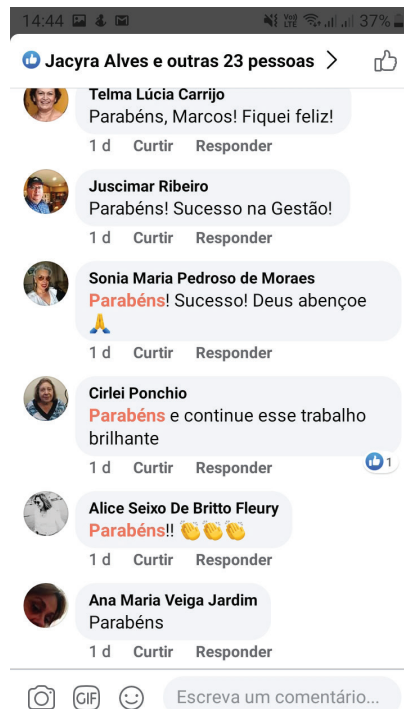 14:44 37%
Jacyra Alves e outras 23 pessoas
Telma Lúcia Carrijo
Parabéns, Marcos! Fiquei feliz!
1 d Curtir Responder
Juscimar Ribeiro
Parabéns! Sucesso na Gestão!
1 d Curtir Responder
Sonia Maria Pedroso de Moraes
Parabéns! Sucesso! Deus abençoe
🙏
1 d Curtir Responder
Cirlei Ponchio
Parabéns e continue esse trabalho
brilhante
1 d Curtir Responder 1
Alice Seixo De Britto Fleury
Parabéns!! 👏👏👏
1 d Curtir Responder
Ana Maria Veiga Jardim
Parabéns
1 d Curtir Responder
GIF Escreva um comentário...